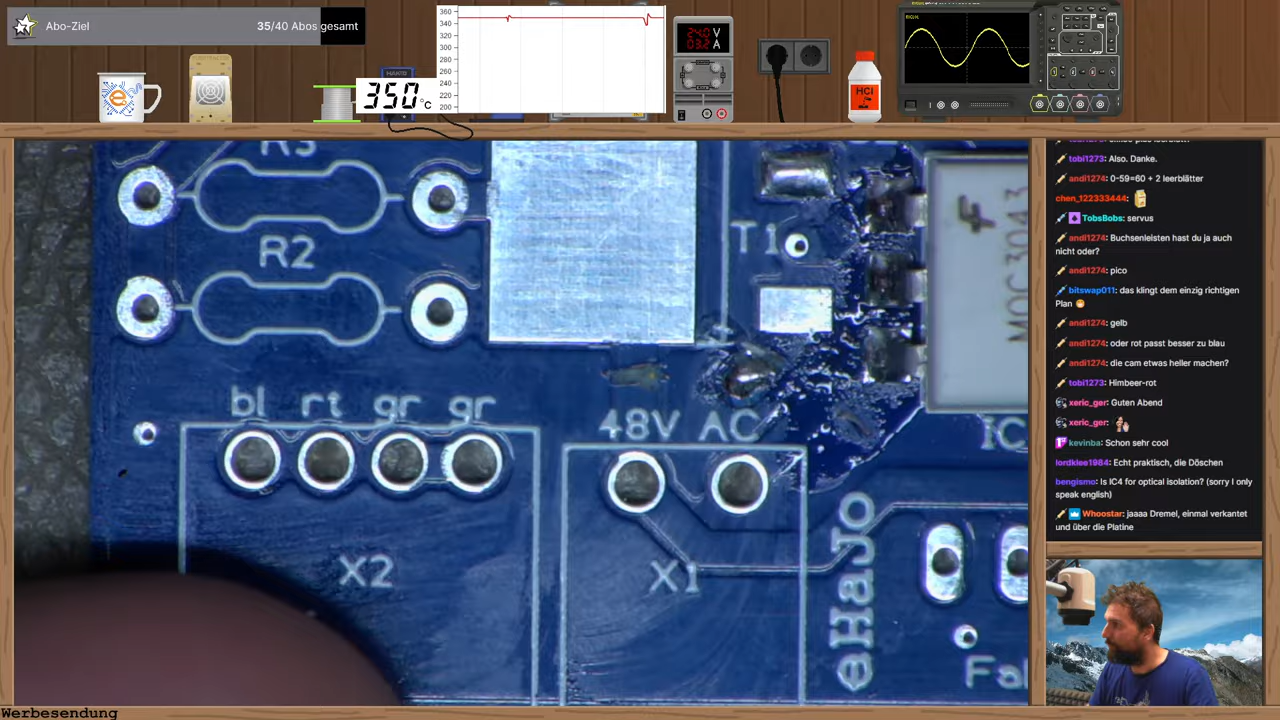 Abo-Ziel
35/40 Abos gesamt
360
340
320
300
280
260
240
220
200
HAKKO
350 °C
24.0 V
03.2 A
HCl
tobi1273: Also. Danke.
andi1274: 0-59=60 + 2 leerblätter
chen_122333444:
TobsBobs: servus
andi1274: Buchsenleisten hast du ja auch
nicht oder?
andi1274: pico
bitswap011: das klingt dem einzig richtigen
Plan
andi1274: gelb
andi1274: oder rot passt besser zu blau
andi1274: die cam etwas heller machen?
tobi1273: Himbeer-rot
xeric_ger: Guten Abend
xeric_ger:
kevinba: Schon sehr cool
lordklee1984: Echt praktisch, die Döschen
bengismo: Is IC4 for optical isolation? (sorry I only
speak english)
Whoostar: jaaaa Dremel, einmal verkantet
und über die Platine
R3
R2
T1
MOC3043
bl rt gr gr
48V AC
IC
X2
X1
eHaJo
Fa
Werbesendung